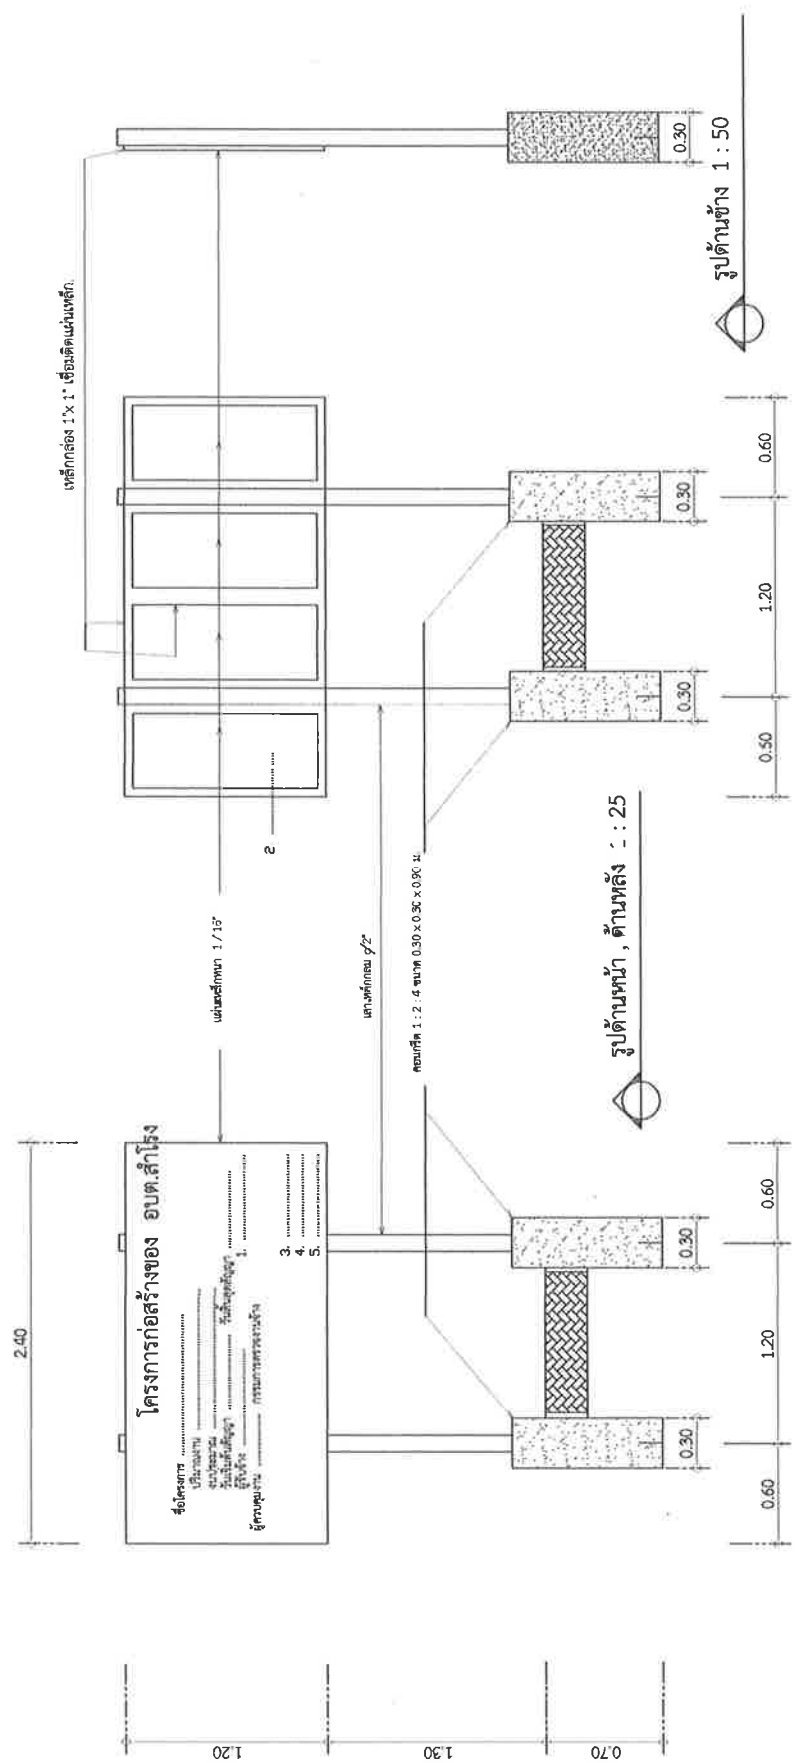 2.40
โครงการก่อสร้างของ อบต.สำโรง
ชื่อโครงการ ........................
ปริมาณงาน ........................
งบประมาณ ........................
วันเริ่มต้นสัญญา ........................ วันสิ้นสุดสัญญา ........................
ผู้รับจ้าง ........................
ผู้ควบคุมงาน ............ กรรมการตรวจงานจ้าง
1. ........................
3. ................
4. ................
5. ................
1.20
1.30
0.70
0.30
0.30
0.60
1.20
0.60
แผ่นเหล็กหนา 1/16"
เสาเหล็กกลม 2"
คอนกรีต 1 : 2 : 4 ขนาด 0.30 x 0.30 x 0.90 ม.
รูปด้านหน้า , ด้านหลัง 1 : 25
เหล็กกล่อง 1"x 1" เชื่อมติดแผ่นเหล็ก.
2 ............
0.30
0.30
0.60
1.20
0.60
0.30
รูปด้านข้าง 1 : 50